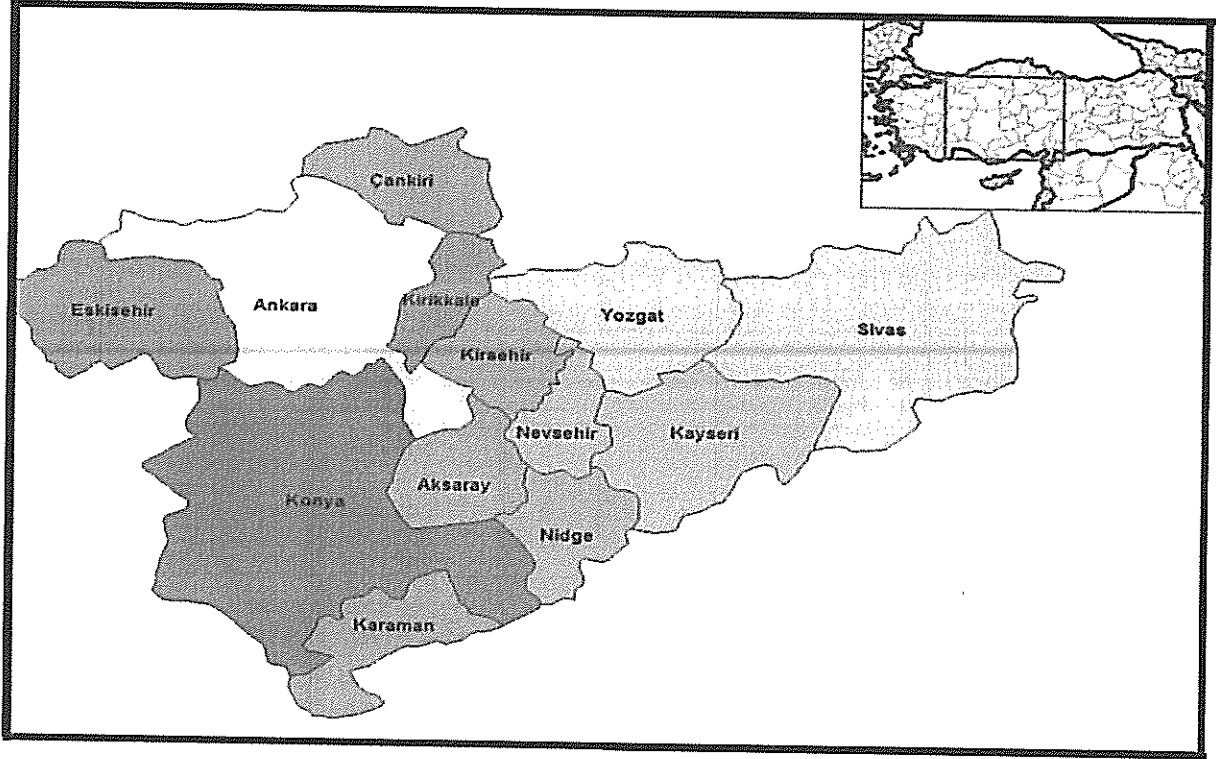 Çankiri
Eskisehir
Ankara
Kirikkale
Yozgat
Sivas
Kirsehir
Nevsehir
Kayseri
Aksaray
Konya
Nidge
Karaman